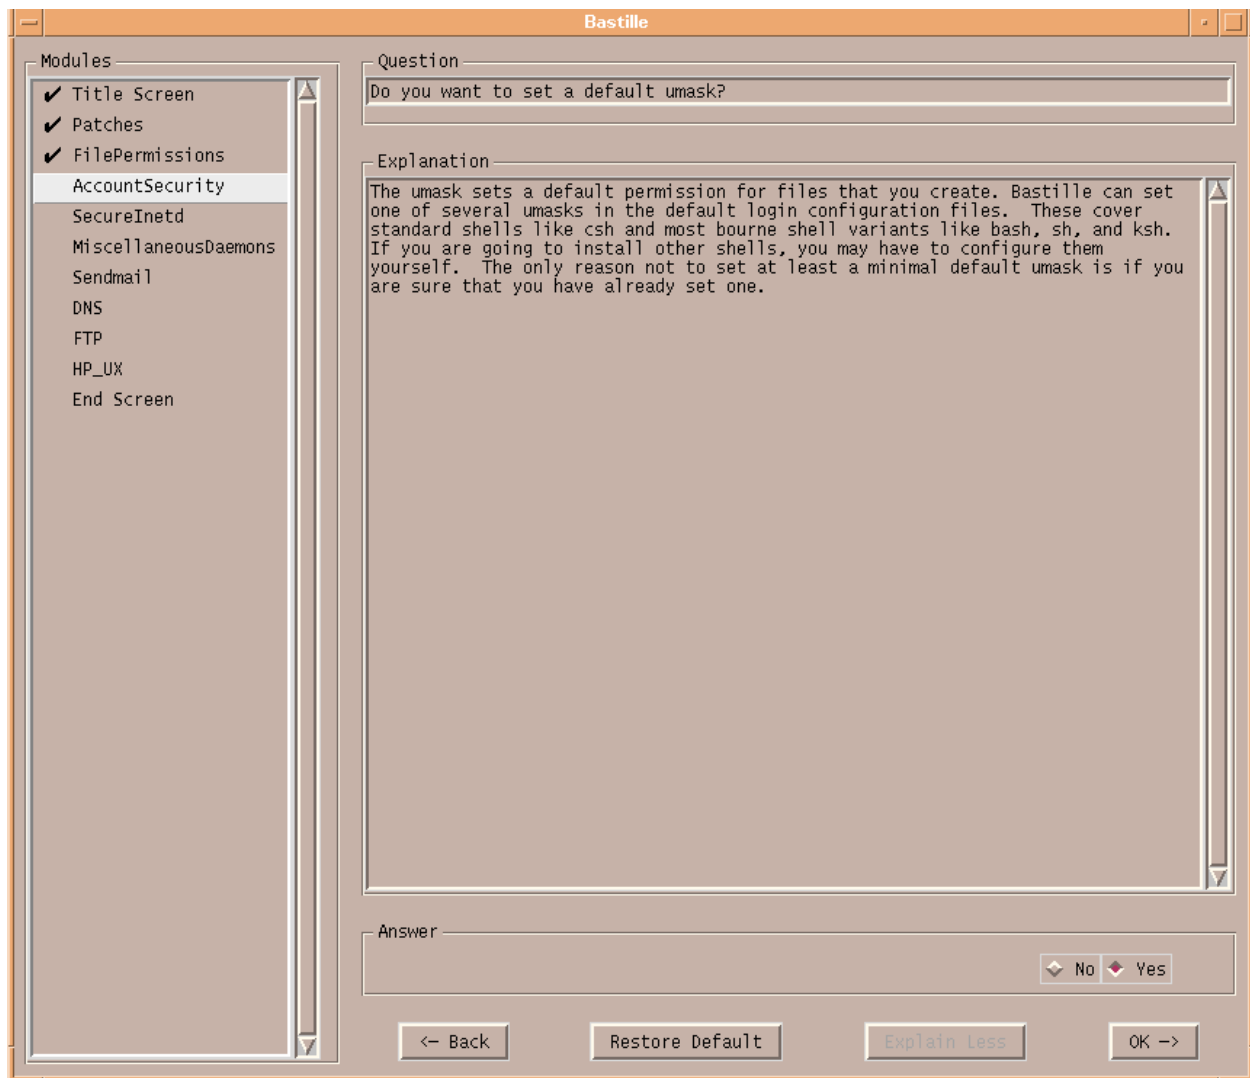 Bastille
Modules
Title Screen
Patches
FilePermissions
AccountSecurity
SecureInetd
MiscellaneousDaemons
Sendmail
DNS
FTP
HP_UX
End Screen
Question
Do you want to set a default umask?
Explanation
The umask sets a default permission for files that you create. Bastille can set
one of several umasks in the default login configuration files.  These cover
standard shells like csh and most bourne shell variants like bash, sh, and ksh.
If you are going to install other shells, you may have to configure them
yourself.  The only reason not to set at least a minimal default umask is if you
are sure that you have already set one.
Answer
No Yes
<- Back Restore Default Explain Less OK ->